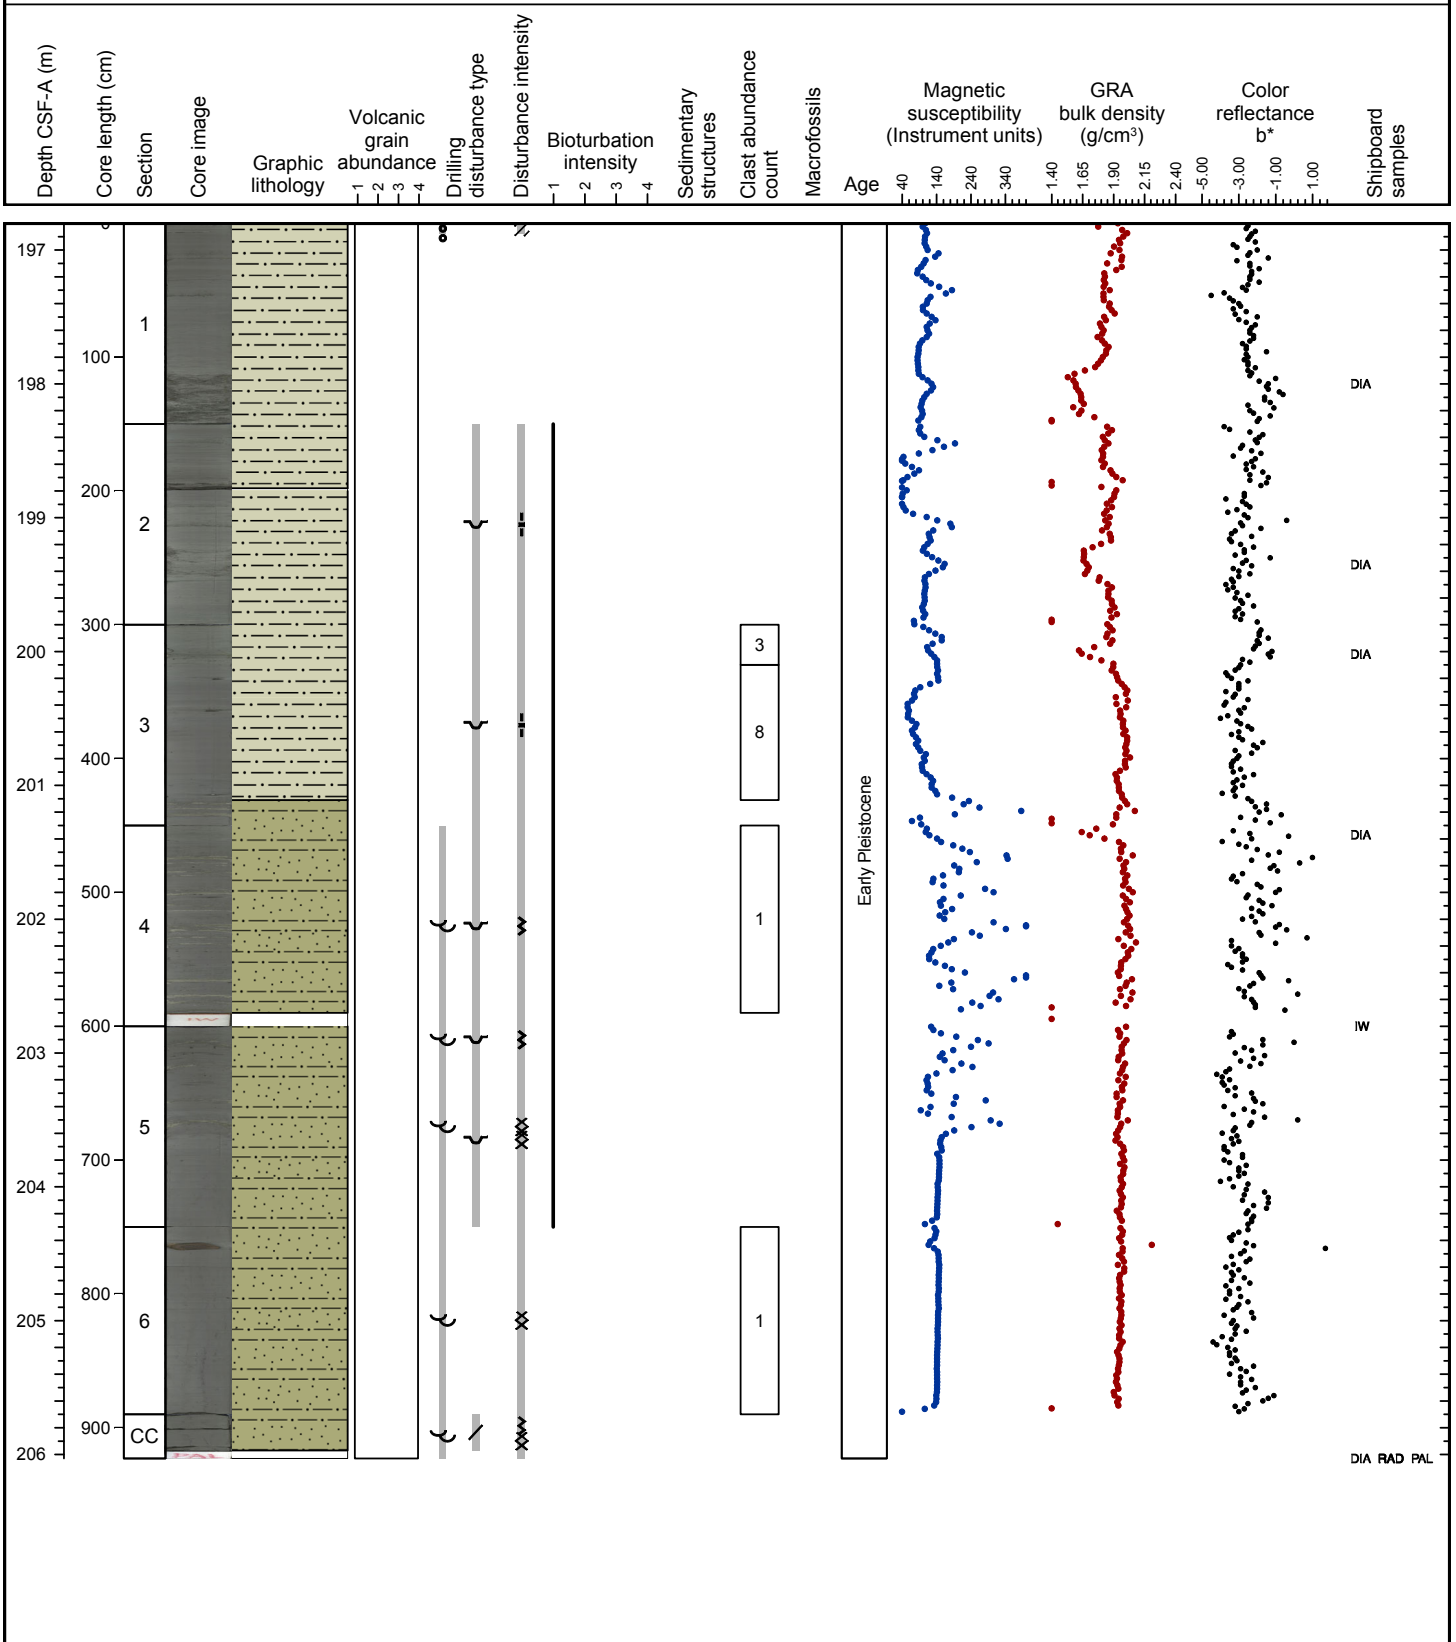 Depth CSF-A (m)
Core length (cm)
Section
Core image
Graphic
lithology
Volcanic
grain
abundance
1 2 3 4
Drilling
disturbance type
Disturbance intensity
Bioturbation
intensity
1 2 3 4
Sedimentary
structures
Clast abundance
count
Macrofossils
Age
Magnetic
susceptibility
(Instrument units)
40 140 240 340
GRA
bulk density
(g/cm³)
1.40 1.65 1.90 2.15 2.40
Color
reflectance
b*
-5.00 -3.00 -1.00 1.00
Shipboard
samples
0
197
1
100
198
DIA
200
199
2
DIA
300
200
3
DIA
3
8
400
201
DIA
Early Pleistocene
500
202
4
1
600
IW
203
5
700
204
800
205
6
1
900
CC
206
PAL
DIA RAD PAL